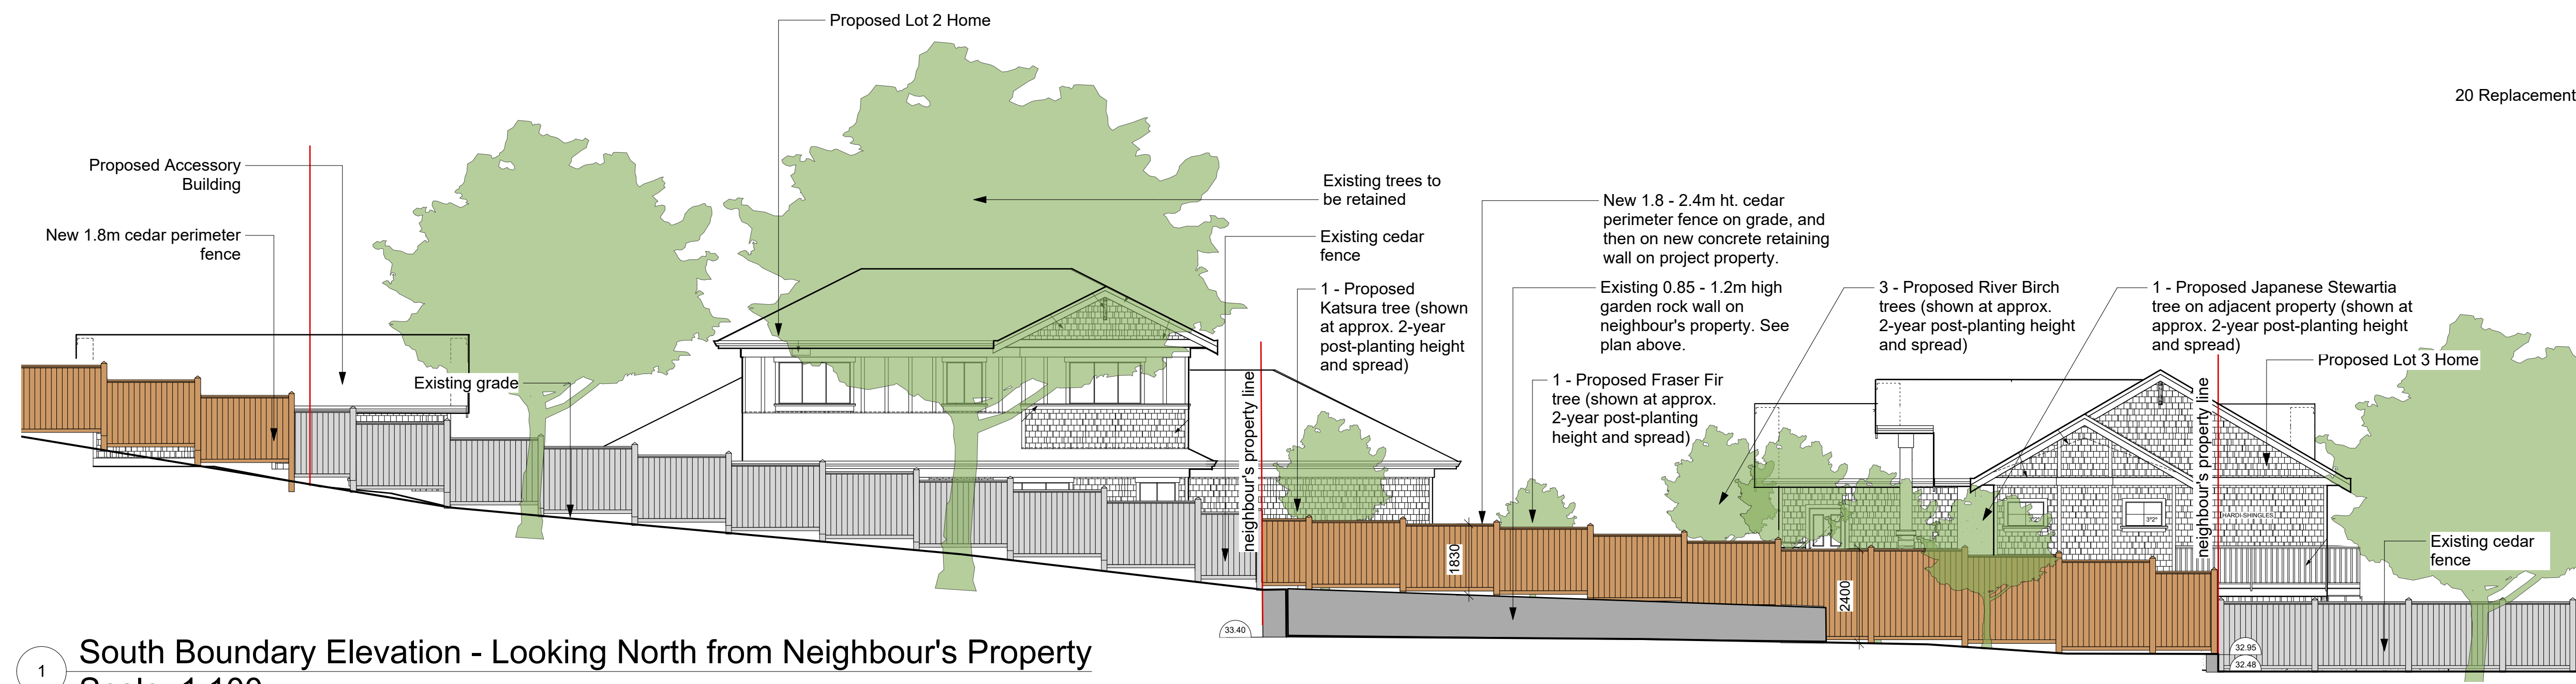 Proposed Lot 2 Home
20 Replacement
Proposed Accessory
Building
New 1.8m cedar perimeter
fence
Existing grade
Existing trees to
be retained
Existing cedar
fence
neighbour's property line
1 - Proposed
Katsura tree (shown
at approx. 2-year
post-planting height
and spread)
New 1.8 - 2.4m ht. cedar
perimeter fence on grade, and
then on new concrete retaining
wall on project property.
Existing 0.85 - 1.2m high
garden rock wall on
neighbour's property. See
plan above.
1 - Proposed Fraser Fir
tree (shown at approx.
2-year post-planting
height and spread)
3 - Proposed River Birch
trees (shown at approx.
2-year post-planting height
and spread)
1 - Proposed Japanese Stewartia
tree on adjacent property (shown at
approx. 2-year post-planting height
and spread)
Proposed Lot 3 Home
neighbour's property line
HARDI-SHINGLES
Existing cedar
fence
1830
2400
33.40
32.95
32.48
1
South Boundary Elevation - Looking North from Neighbour's Property
Scale 1:100